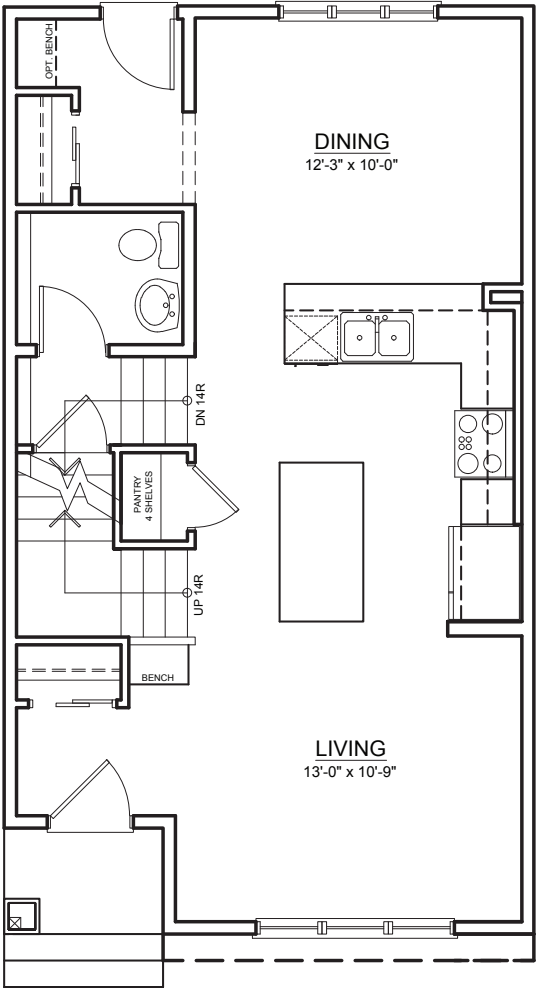 OPT. BENCH
DINING
12'-3" x 10'-0"
DN 14R
PANTRY
4 SHELVES
UP 14R
BENCH
LIVING
13'-0" x 10'-9"